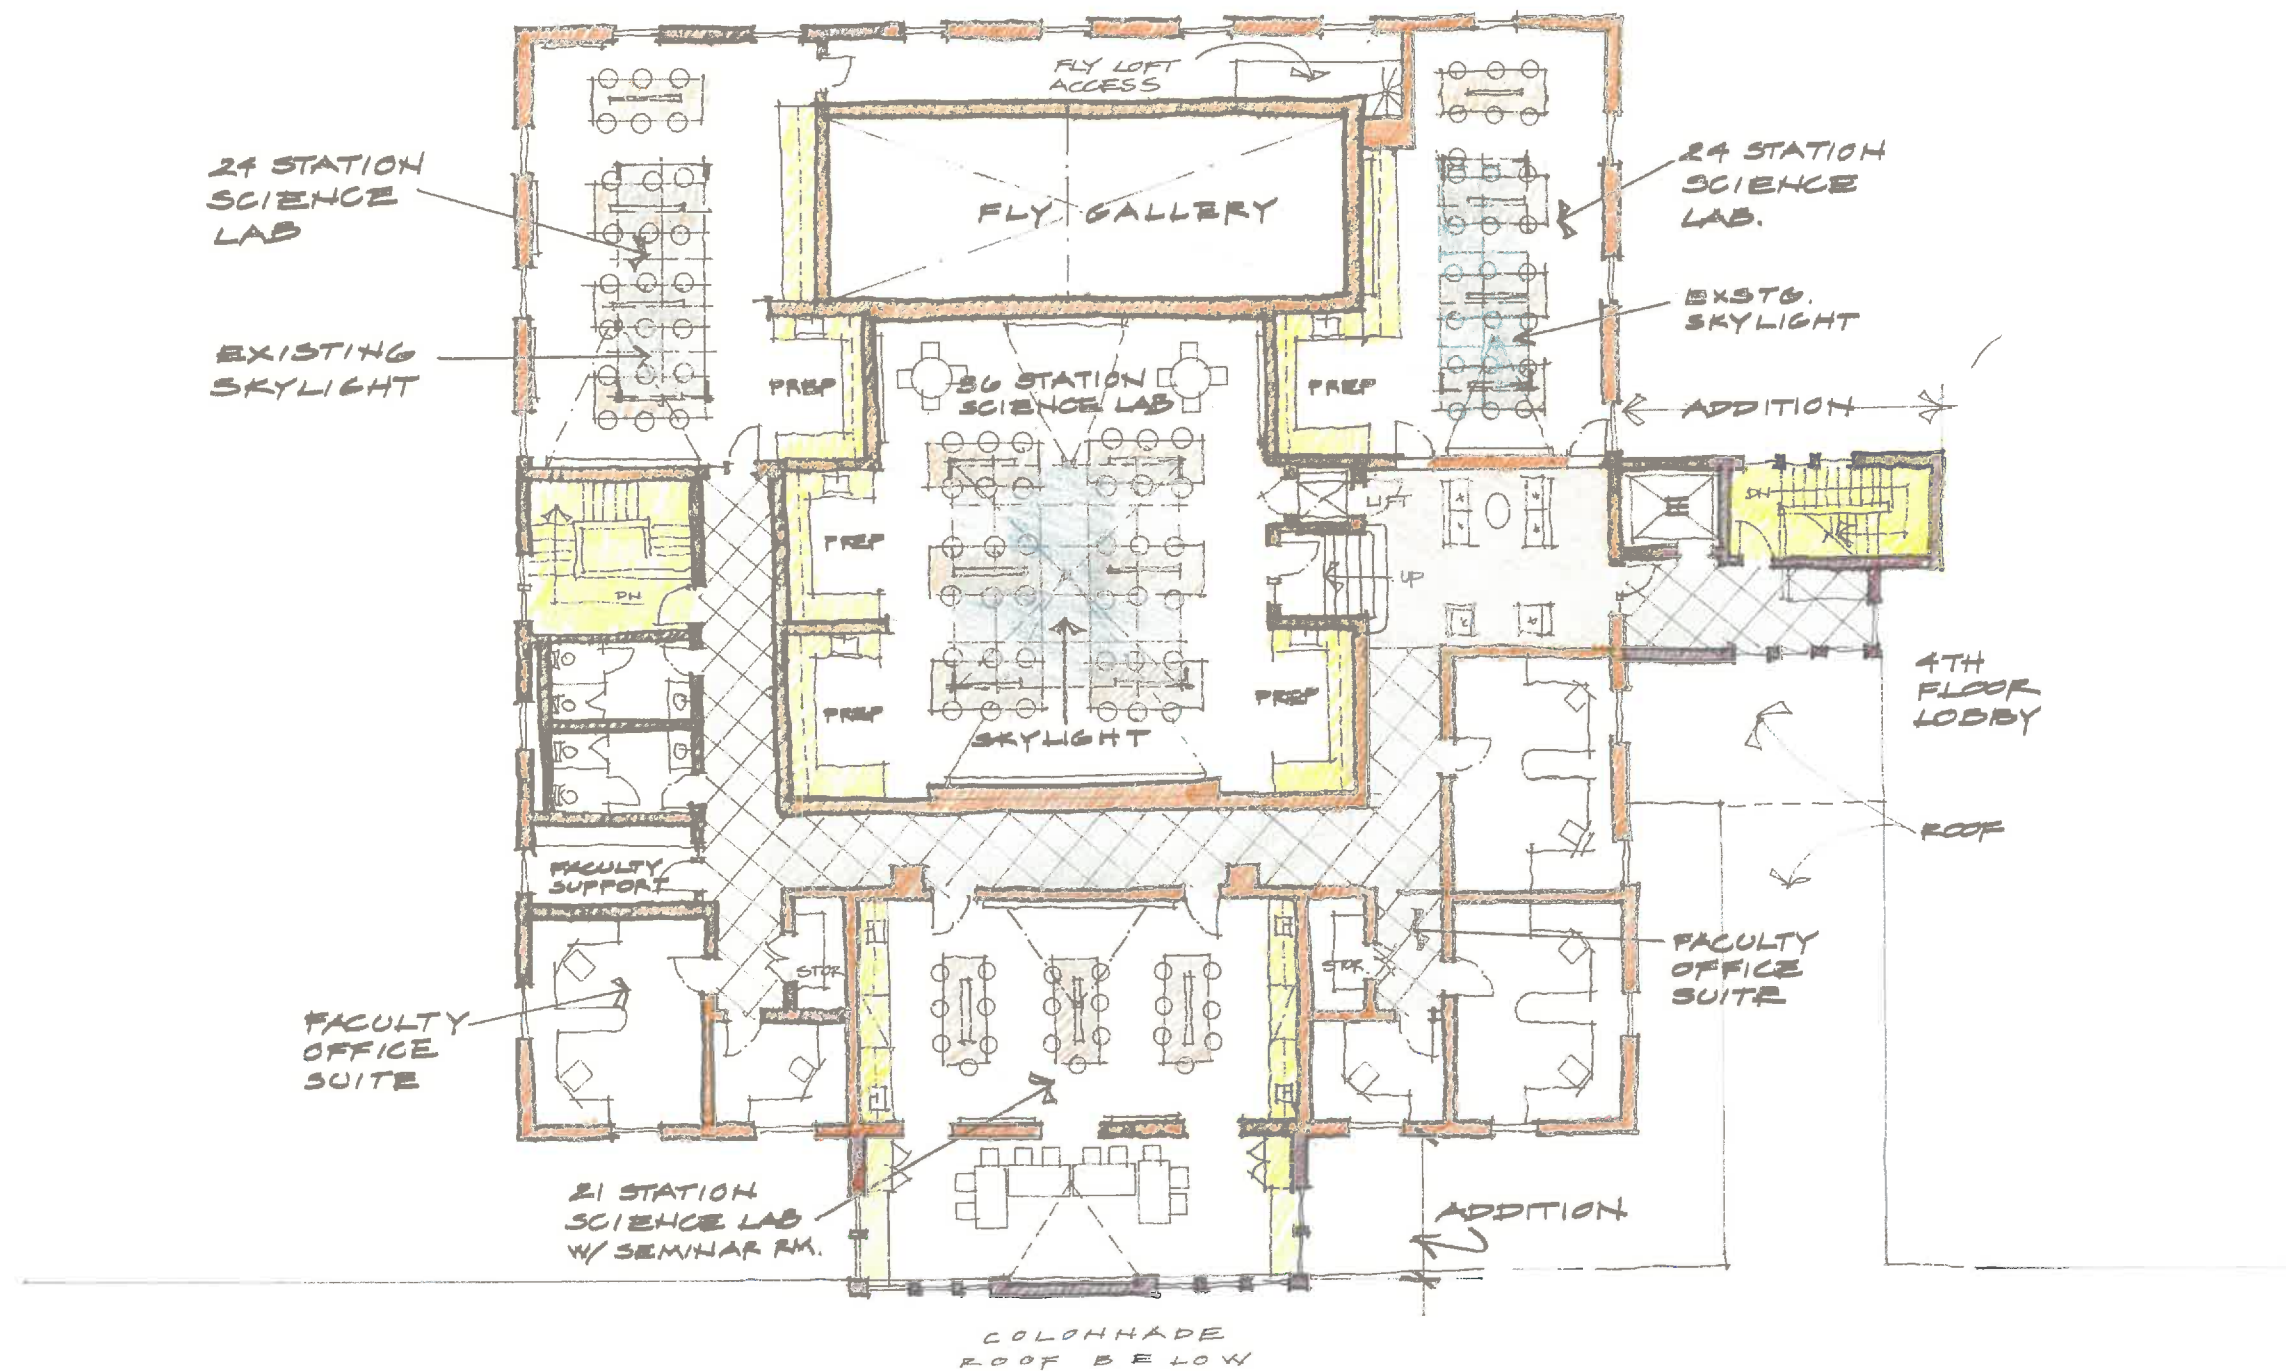 FLY LOFT
ACCESS
24 STATION
SCIENCE
LAB
24 STATION
SCIENCE
LAB.
FLY GALLERY
EXISTING
SKYLIGHT
EXSTG.
SKYLIGHT
PREP
36 STATION
SCIENCE LAB
PREP
ADDITION
LIFT
DN
PREP
UP
DN
PREP
PREP
SKYLIGHT
4TH
FLOOR
LOBBY
ROOF
FACULTY
SUPPORT
STOR
STOR
FACULTY
OFFICE
SUITE
FACULTY
OFFICE
SUITE
21 STATION
SCIENCE LAB
W/ SEMINAR RM.
ADDITION
COLONNADE
ROOF BELOW